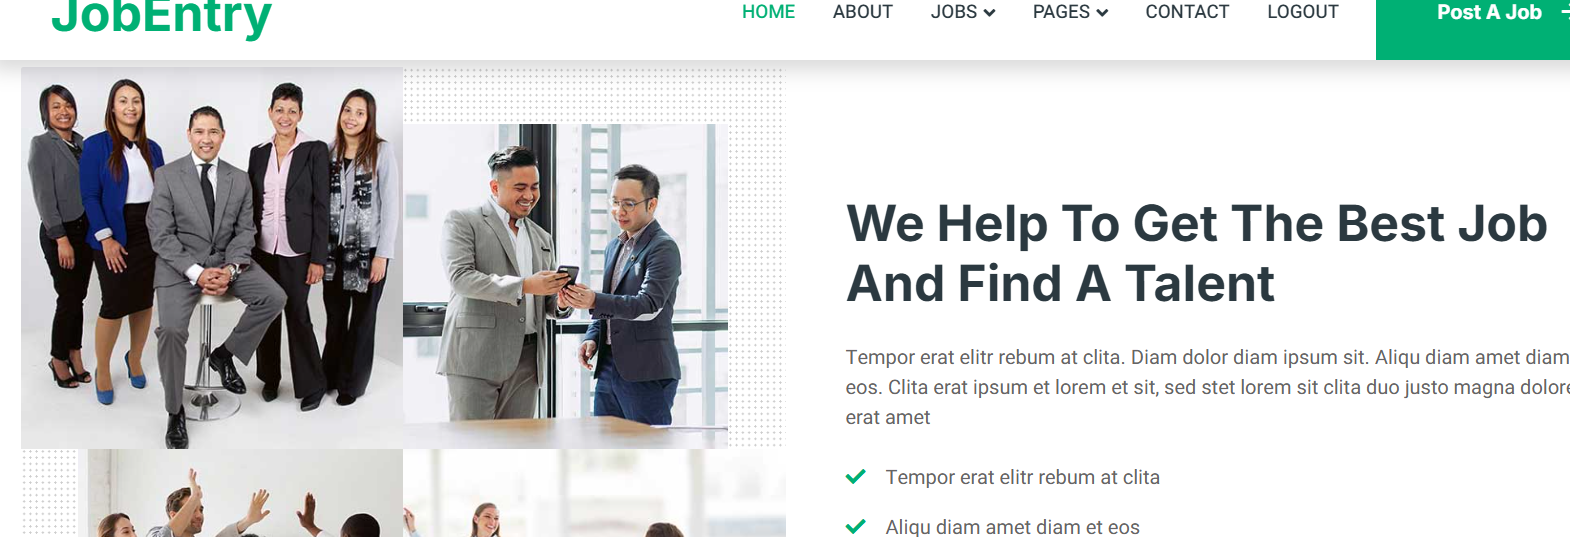 JobEntry
HOME ABOUT JOBS PAGES CONTACT LOGOUT Post A Job
We Help To Get The Best Job
And Find A Talent
Tempor erat elitr rebum at clita. Diam dolor diam ipsum sit. Aliqu diam amet diam
eos. Clita erat ipsum et lorem et sit, sed stet lorem sit clita duo justo magna dolore
erat amet
Tempor erat elitr rebum at clita
Aliqu diam amet diam et eos